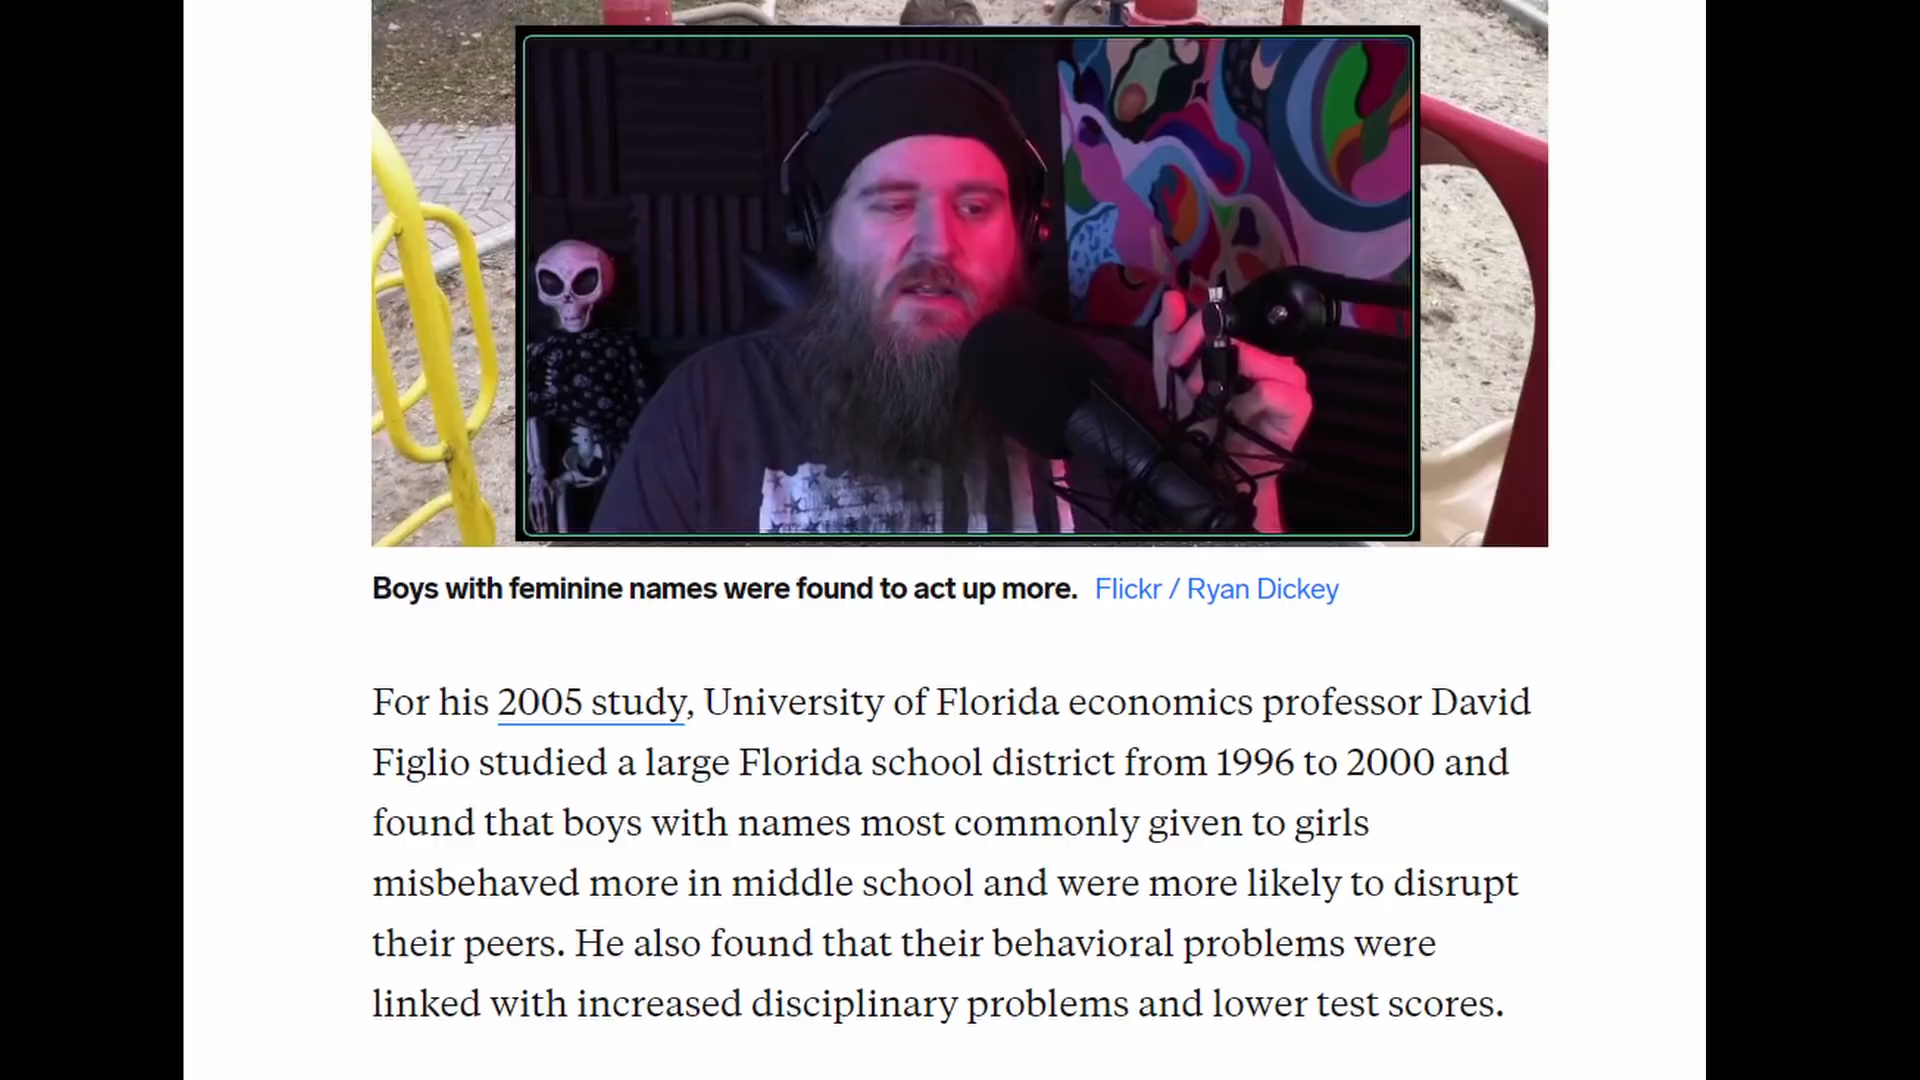 Boys with feminine names were found to act up more. Flickr / Ryan Dickey
For his 2005 study, University of Florida economics professor David
Figlio studied a large Florida school district from 1996 to 2000 and
found that boys with names most commonly given to girls
misbehaved more in middle school and were more likely to disrupt
their peers. He also found that their behavioral problems were
linked with increased disciplinary problems and lower test scores.